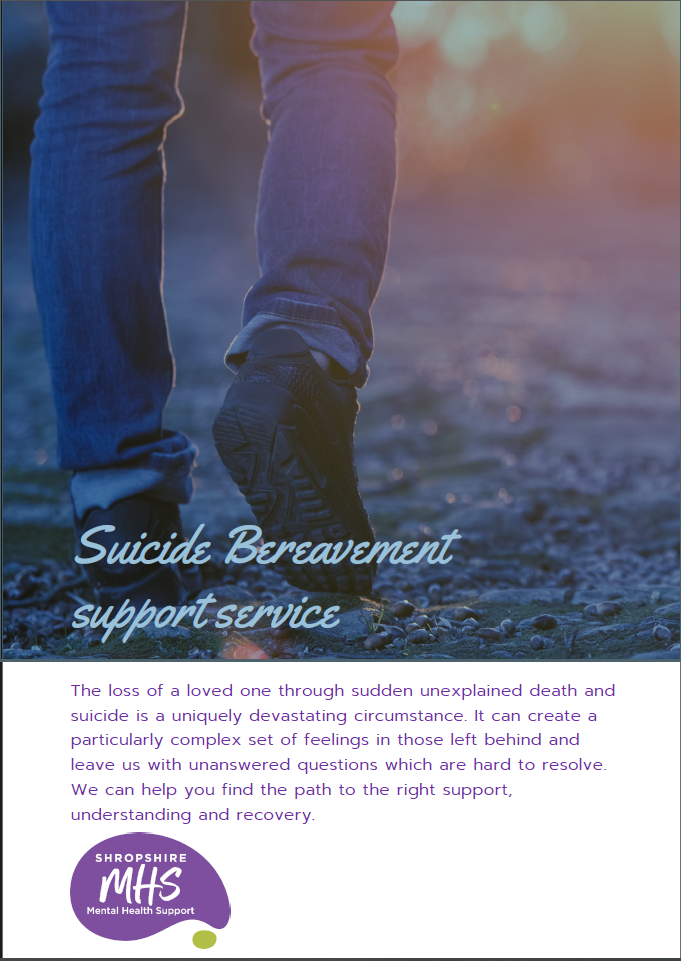 Suicide Bereavement
support service
The loss of a loved one through sudden unexplained death and
suicide is a uniquely devastating circumstance. It can create a
particularly complex set of feelings in those left behind and
leave us with unanswered questions which are hard to resolve.
We can help you find the path to the right support,
understanding and recovery.
SHROPSHIRE
MHS
Mental Health Support